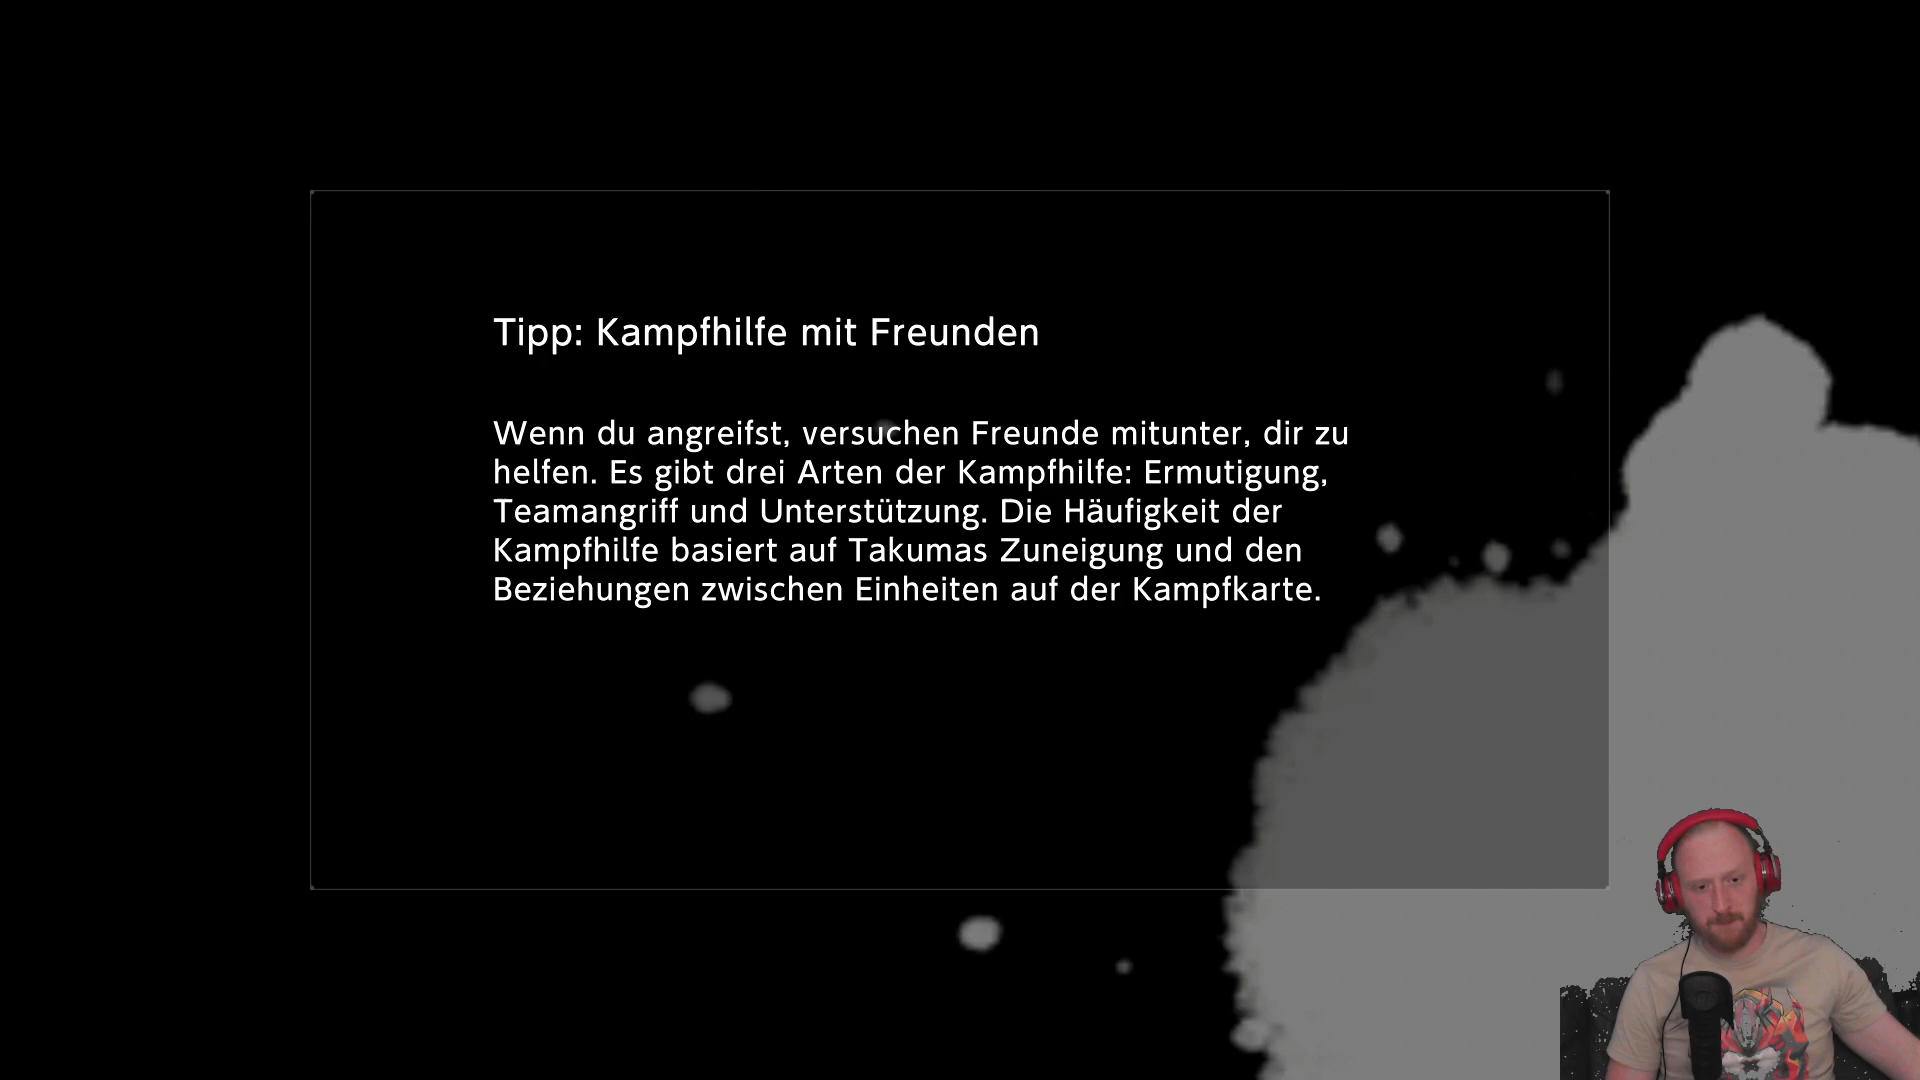 Tipp: Kampfhilfe mit Freunden
Wenn du angreifst, versuchen Freunde mitunter, dir zu
helfen. Es gibt drei Arten der Kampfhilfe: Ermutigung,
Teamangriff und Unterstützung. Die Häufigkeit der
Kampfhilfe basiert auf Takumas Zuneigung und den
Beziehungen zwischen Einheiten auf der Kampfkarte.